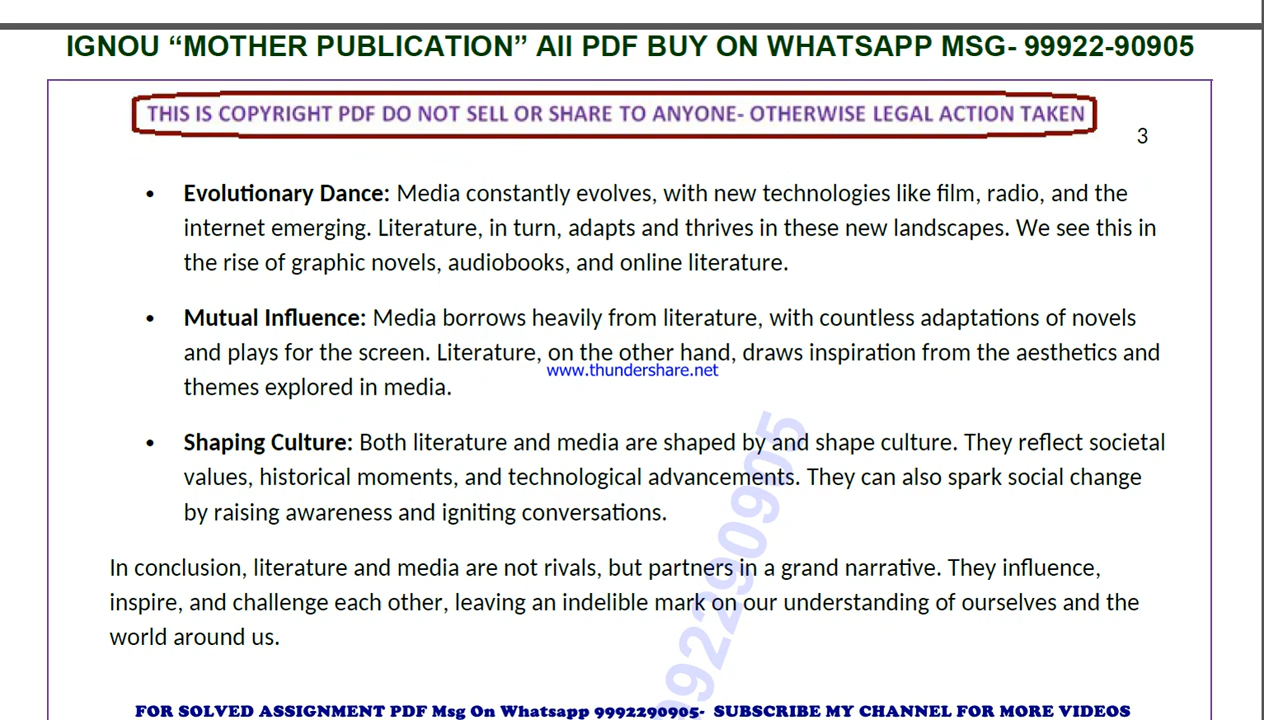 IGNOU “MOTHER PUBLICATION” All PDF BUY ON WHATSAPP MSG- 99922-90905
THIS IS COPYRIGHT PDF DO NOT SELL OR SHARE TO ANYONE- OTHERWISE LEGAL ACTION TAKEN
3
• Evolutionary Dance: Media constantly evolves, with new technologies like film, radio, and the
internet emerging. Literature, in turn, adapts and thrives in these new landscapes. We see this in
the rise of graphic novels, audiobooks, and online literature.
• Mutual Influence: Media borrows heavily from literature, with countless adaptations of novels
and plays for the screen. Literature, on the other hand, draws inspiration from the aesthetics and
www.thundershare.net
themes explored in media.
• Shaping Culture: Both literature and media are shaped by and shape culture. They reflect societal
values, historical moments, and technological advancements. They can also spark social change
by raising awareness and igniting conversations.
In conclusion, literature and media are not rivals, but partners in a grand narrative. They influence,
inspire, and challenge each other, leaving an indelible mark on our understanding of ourselves and the
world around us.
992290905
FOR SOLVED ASSIGNMENT PDF Msg On Whatsapp 9992290905- SUBSCRIBE MY CHANNEL FOR MORE VIDEOS